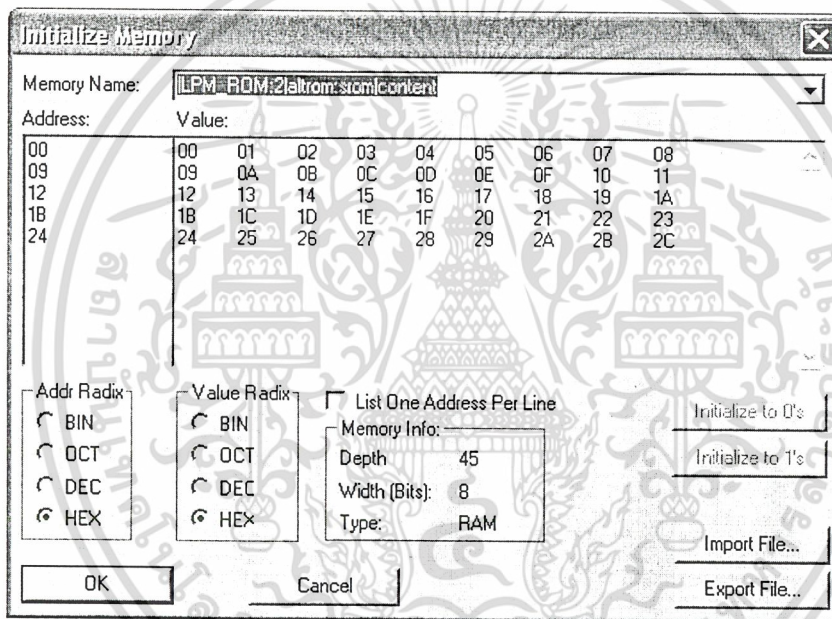 Initialize Memory
Memory Name: |LPM_ROM:2|altrom:srom|content
Address: Value:
00 00 01 02 03 04 05 06 07 08
09 09 0A 0B 0C 0D 0E 0F 10 11
12 12 13 14 15 16 17 18 19 1A
1B 1B 1C 1D 1E 1F 20 21 22 23
24 24 25 26 27 28 29 2A 2B 2C
Addr Radix Value Radix List One Address Per Line
BIN BIN Memory Info: Initialize to 0's
OCT OCT Depth 45 Initialize to 1's
DEC DEC Width (Bits): 8
HEX HEX Type: RAM
Import File...
OK Cancel Export File...